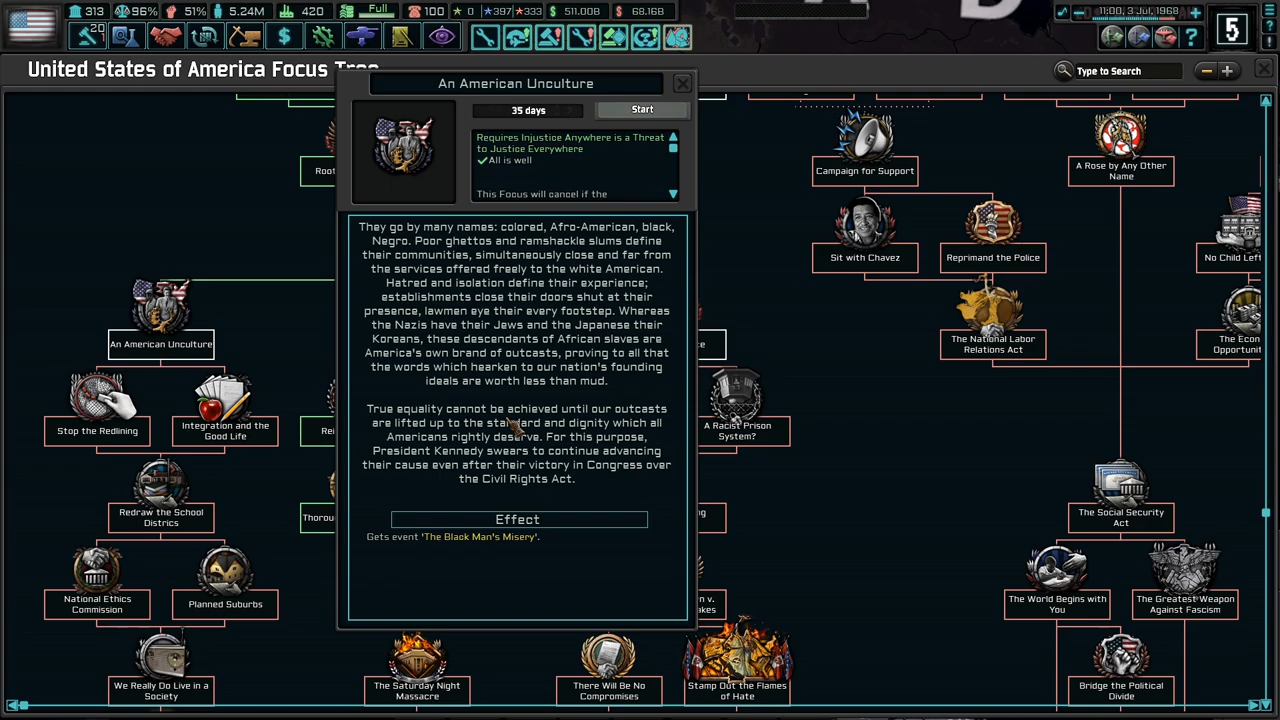 313
96%
51%
5.24M
420
Full
100
0
397
333
$ 511.00B
$ 68.16B
11:00, 3 Jul, 1968
20
5
United States of America Focus Tree
Type to Search
An American Unculture
35 days
Start
Requires Injustice Anywhere is a Threat
to Justice Everywhere
All is well
This Focus will cancel if the
They go by many names: colored, Afro-American, black,
Negro. Poor ghettos and ramshackle slums define
their communities, simultaneously close and far from
the services offered freely to the white American.
Hatred and isolation define their experience;
establishments close their doors shut at their
presence, lawmen eye their every footstep. Whereas
the Nazis have their Jews and the Japanese their
Koreans, these descendants of African slaves are
America's own brand of outcasts, proving to all that
the words which hearken to our nation's founding
ideals are worth less than mud.
True equality cannot be achieved until our outcasts
are lifted up to the standard and dignity which all
Americans rightly deserve. For this purpose,
President Kennedy swears to continue advancing
their cause even after their victory in Congress over
the Civil Rights Act.
Effect
Gets event 'The Black Man's Misery'.
Root
Campaign for Support
A Rose by Any Other
Name
Sit with Chavez
Reprimand the Police
No Child Left
An American Unculture
ce
The National Labor
Relations Act
The Econ
Opportuni
Stop the Redlining
Integration and the
Good Life
Rei
A Racist Prison
System?
Redraw the School
Districts
Thoroug
ng
The Social Security
Act
National Ethics
Commission
Planned Suburbs
n v.
akes
The World Begins with
You
The Greatest Weapon
Against Fascism
We Really Do Live in a
Society
The Saturday Night
Massacre
There Will Be No
Compromises
Stamp Out the Flames
of Hate
Bridge the Political
Divide